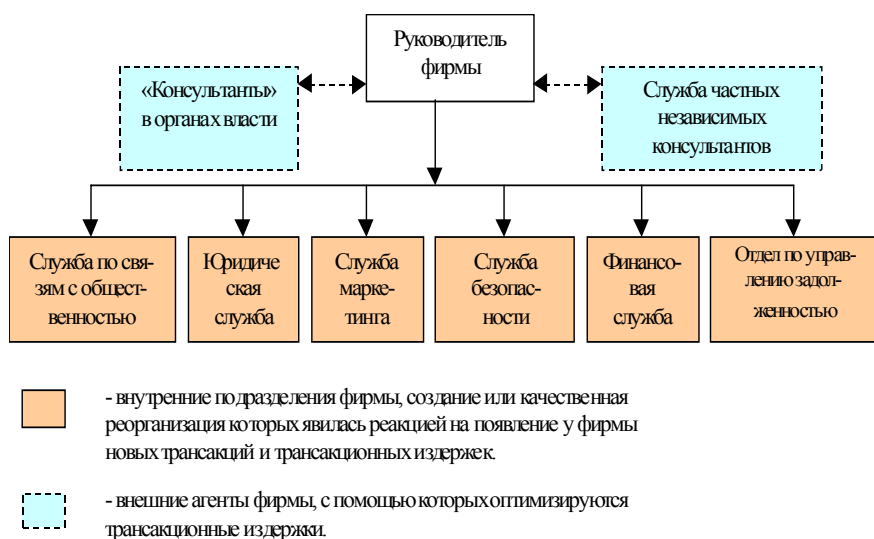 Руководитель
фирмы
«Консультанты»
в органах власти
Служба частных
независимых
консультантов
Служба по свя-
зям с общест-
венностью
Юридиче
ская
служба
Служба
марке-
тинга
Служба
безопас-
ности
Финансо-
вая
служба
Отдел по управ-
лению задол-
женностью
- внутренние подразделения фирмы, создание или качественная
реорганизация которых явилась реакцией на появление у фирмы
новых трансакций и трансакционных издержек.
- внешние агенты фирмы, с помощью которых оптимизируются
трансакционные издержки.